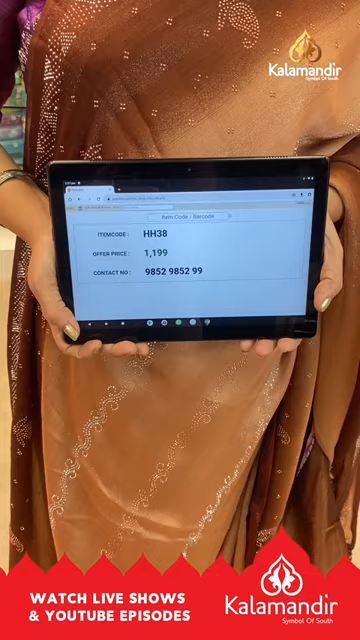 Kalamandir
Symbol Of South
Item Code / Barcode
ITEMCODE : HH38
OFFER PRICE : 1,199
CONTACT NO : 9852 9852 99
WATCH LIVE SHOWS
& YOUTUBE EPISODES
Kalamandir
Symbol Of South